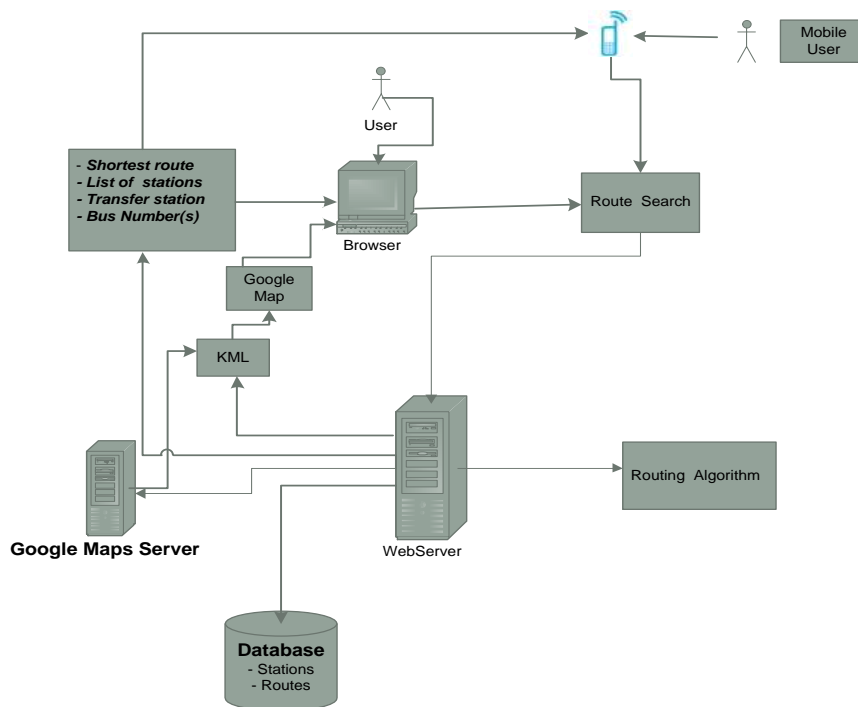 Mobile
User
User
- Shortest route
- List of stations
- Transfer station
- Bus Number(s)
Route Search
Browser
Google
Map
KML
Routing Algorithm
Google Maps Server
WebServer
Database
- Stations
- Routes